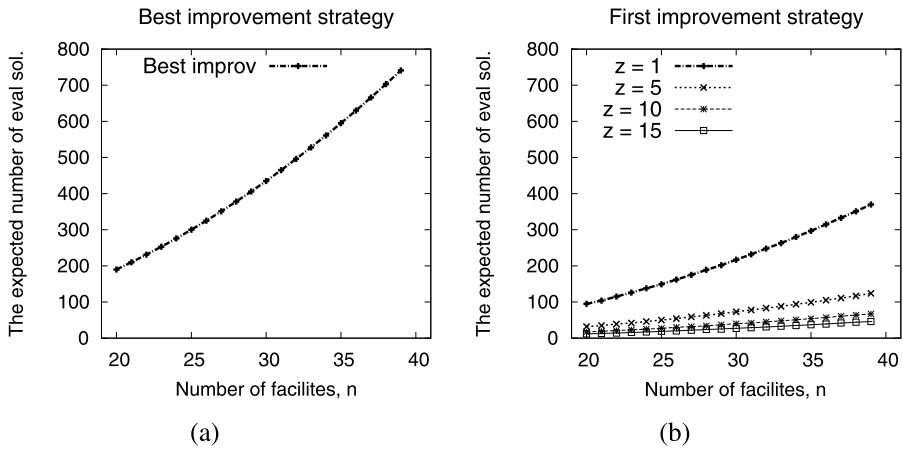 Best improvement strategy
The expected number of eval sol.
800
700
600
500
400
300
200
100
0
Best improv
20
25
30
35
40
Number of facilites, n
(a)
First improvement strategy
The expected number of eval sol.
800
700
600
500
400
300
200
100
0
z = 1
z = 5
z = 10
z = 15
20
25
30
35
40
Number of facilites, n
(b)